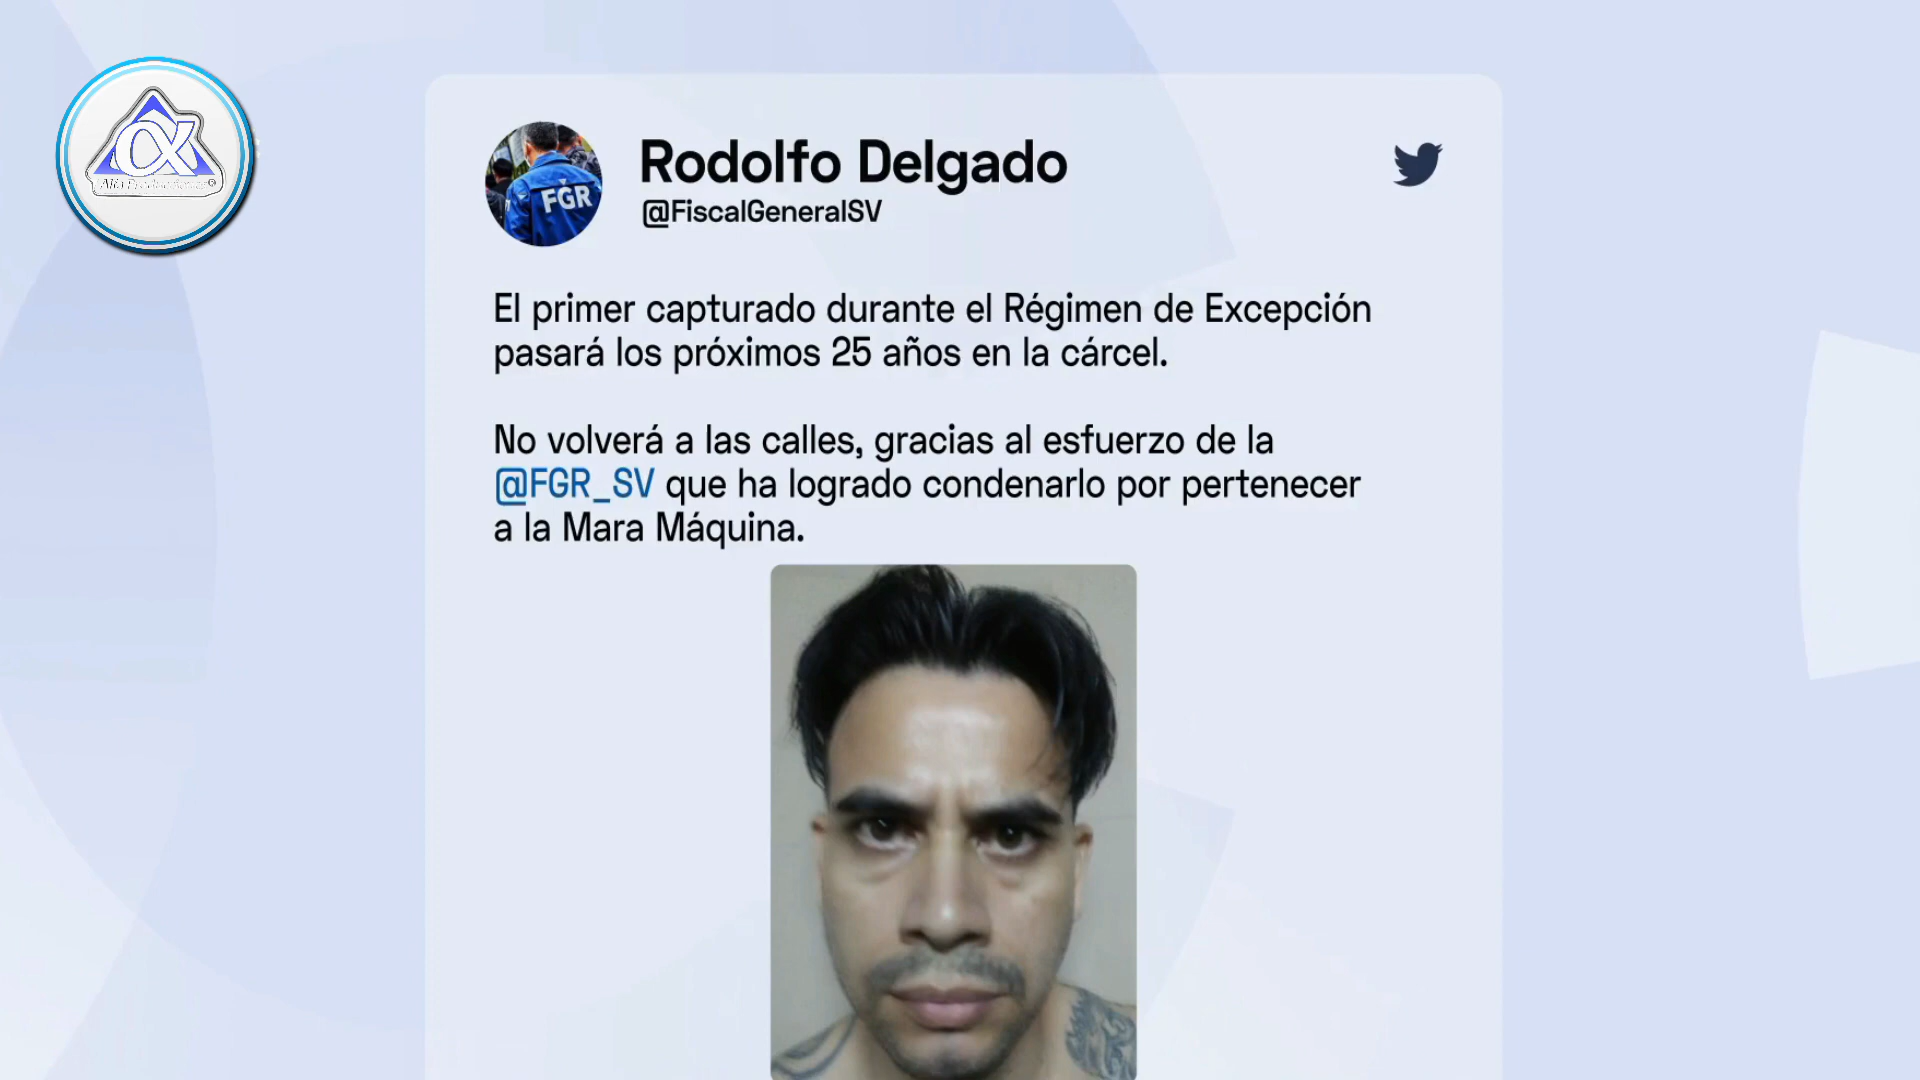 Rodolfo Delgado
@FiscalGeneralSV
FGR
El primer capturado durante el Régimen de Excepción
pasará los próximos 25 años en la cárcel.
No volverá a las calles, gracias al esfuerzo de la
@FGR_SV que ha logrado condenarlo por pertenecer
a la Mara Máquina.